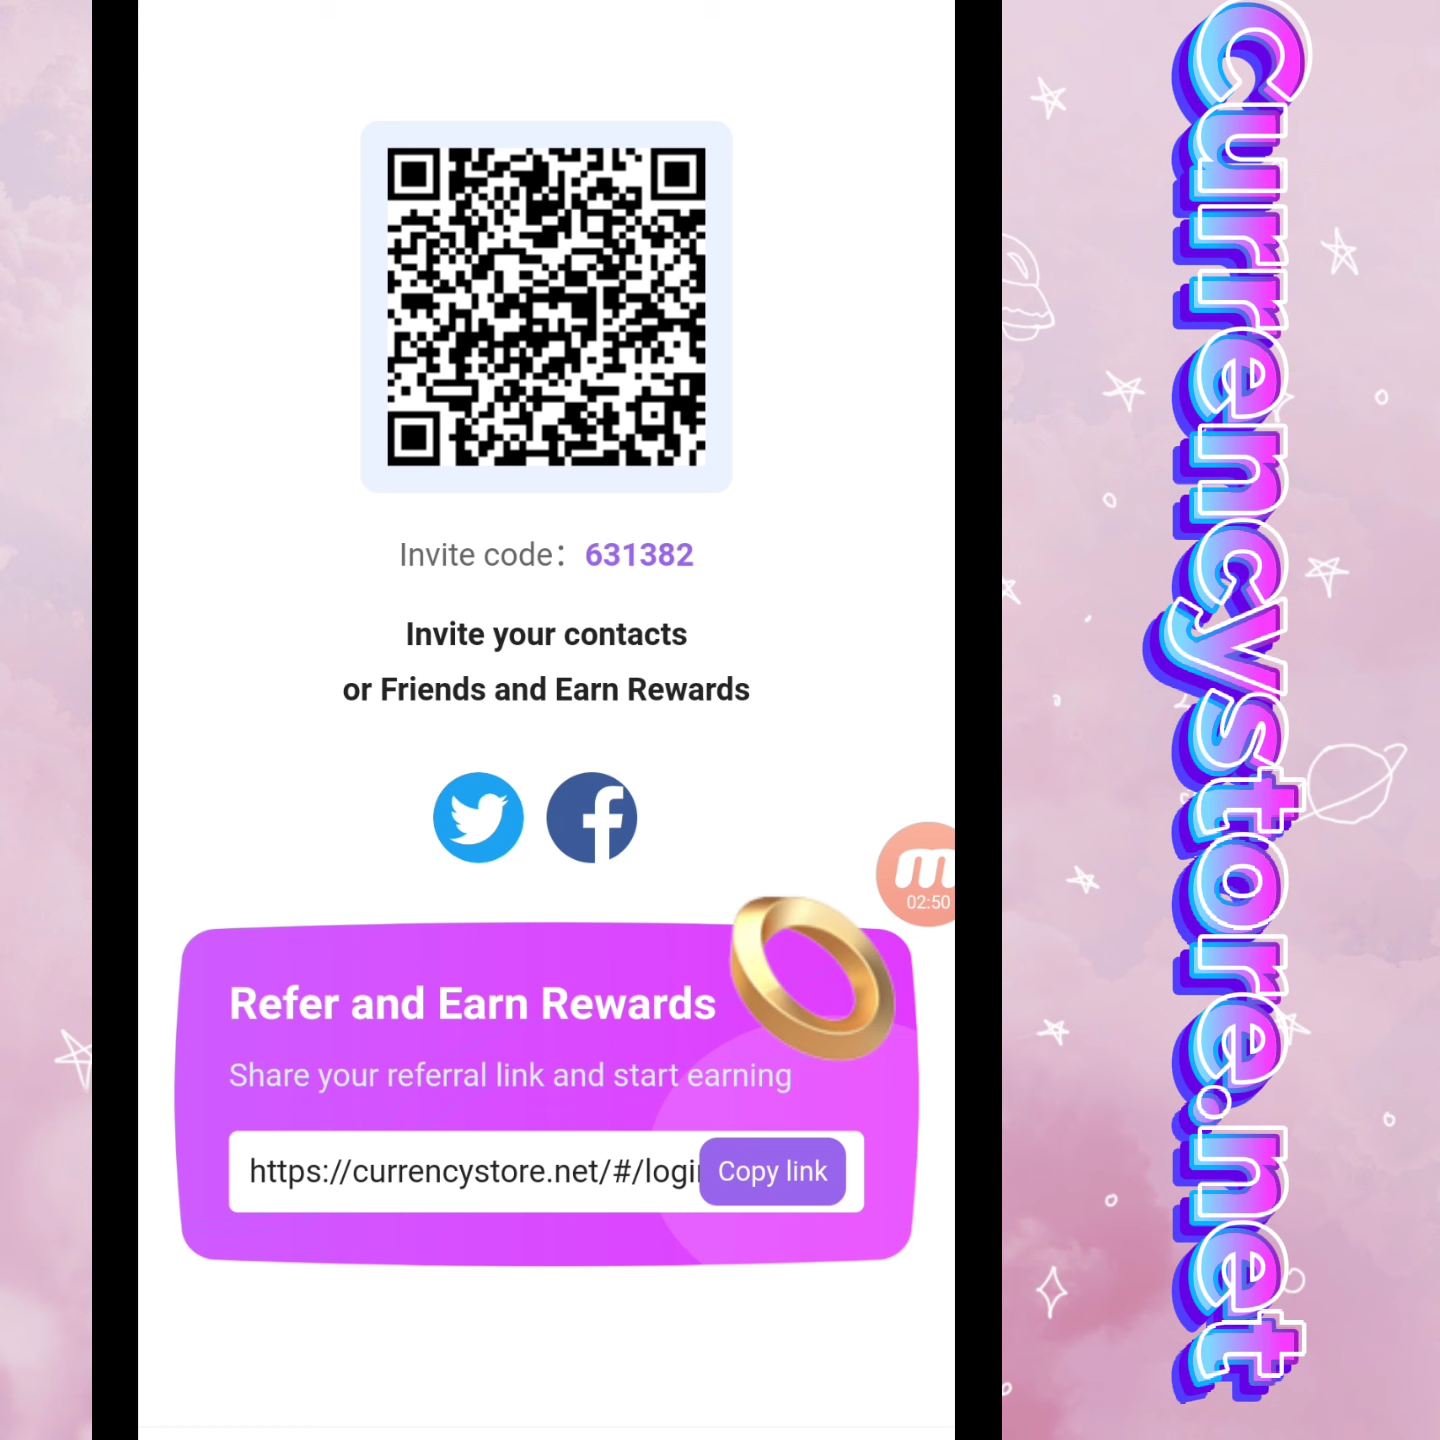 Invite code： 631382
Invite your contacts
or Friends and Earn Rewards
02:50
Refer and Earn Rewards
Share your referral link and start earning
https://currencystore.net/#/login
Copy link
Currencystore.net